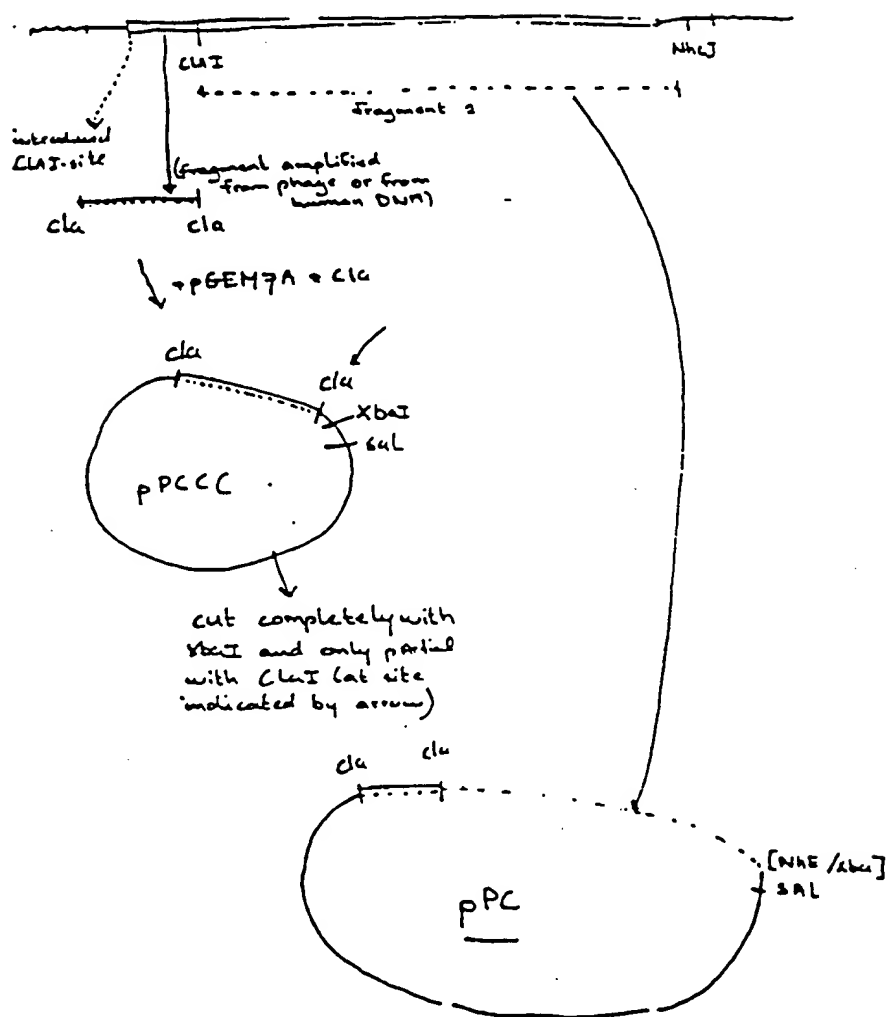 ClaI
NheI
fragment 2
introduced
ClaI-site
(fragment amplified
from phage or from
human DNA)
Cla
Cla
+pGEM7A * Cla
Cla
Cla
XbaI
SaL
pPCCC
cut completely with
XbaI and only partial
with ClaI (at site
indicated by arrow)
Cla
Cla
[NhE/Xba]
SAL
pPC